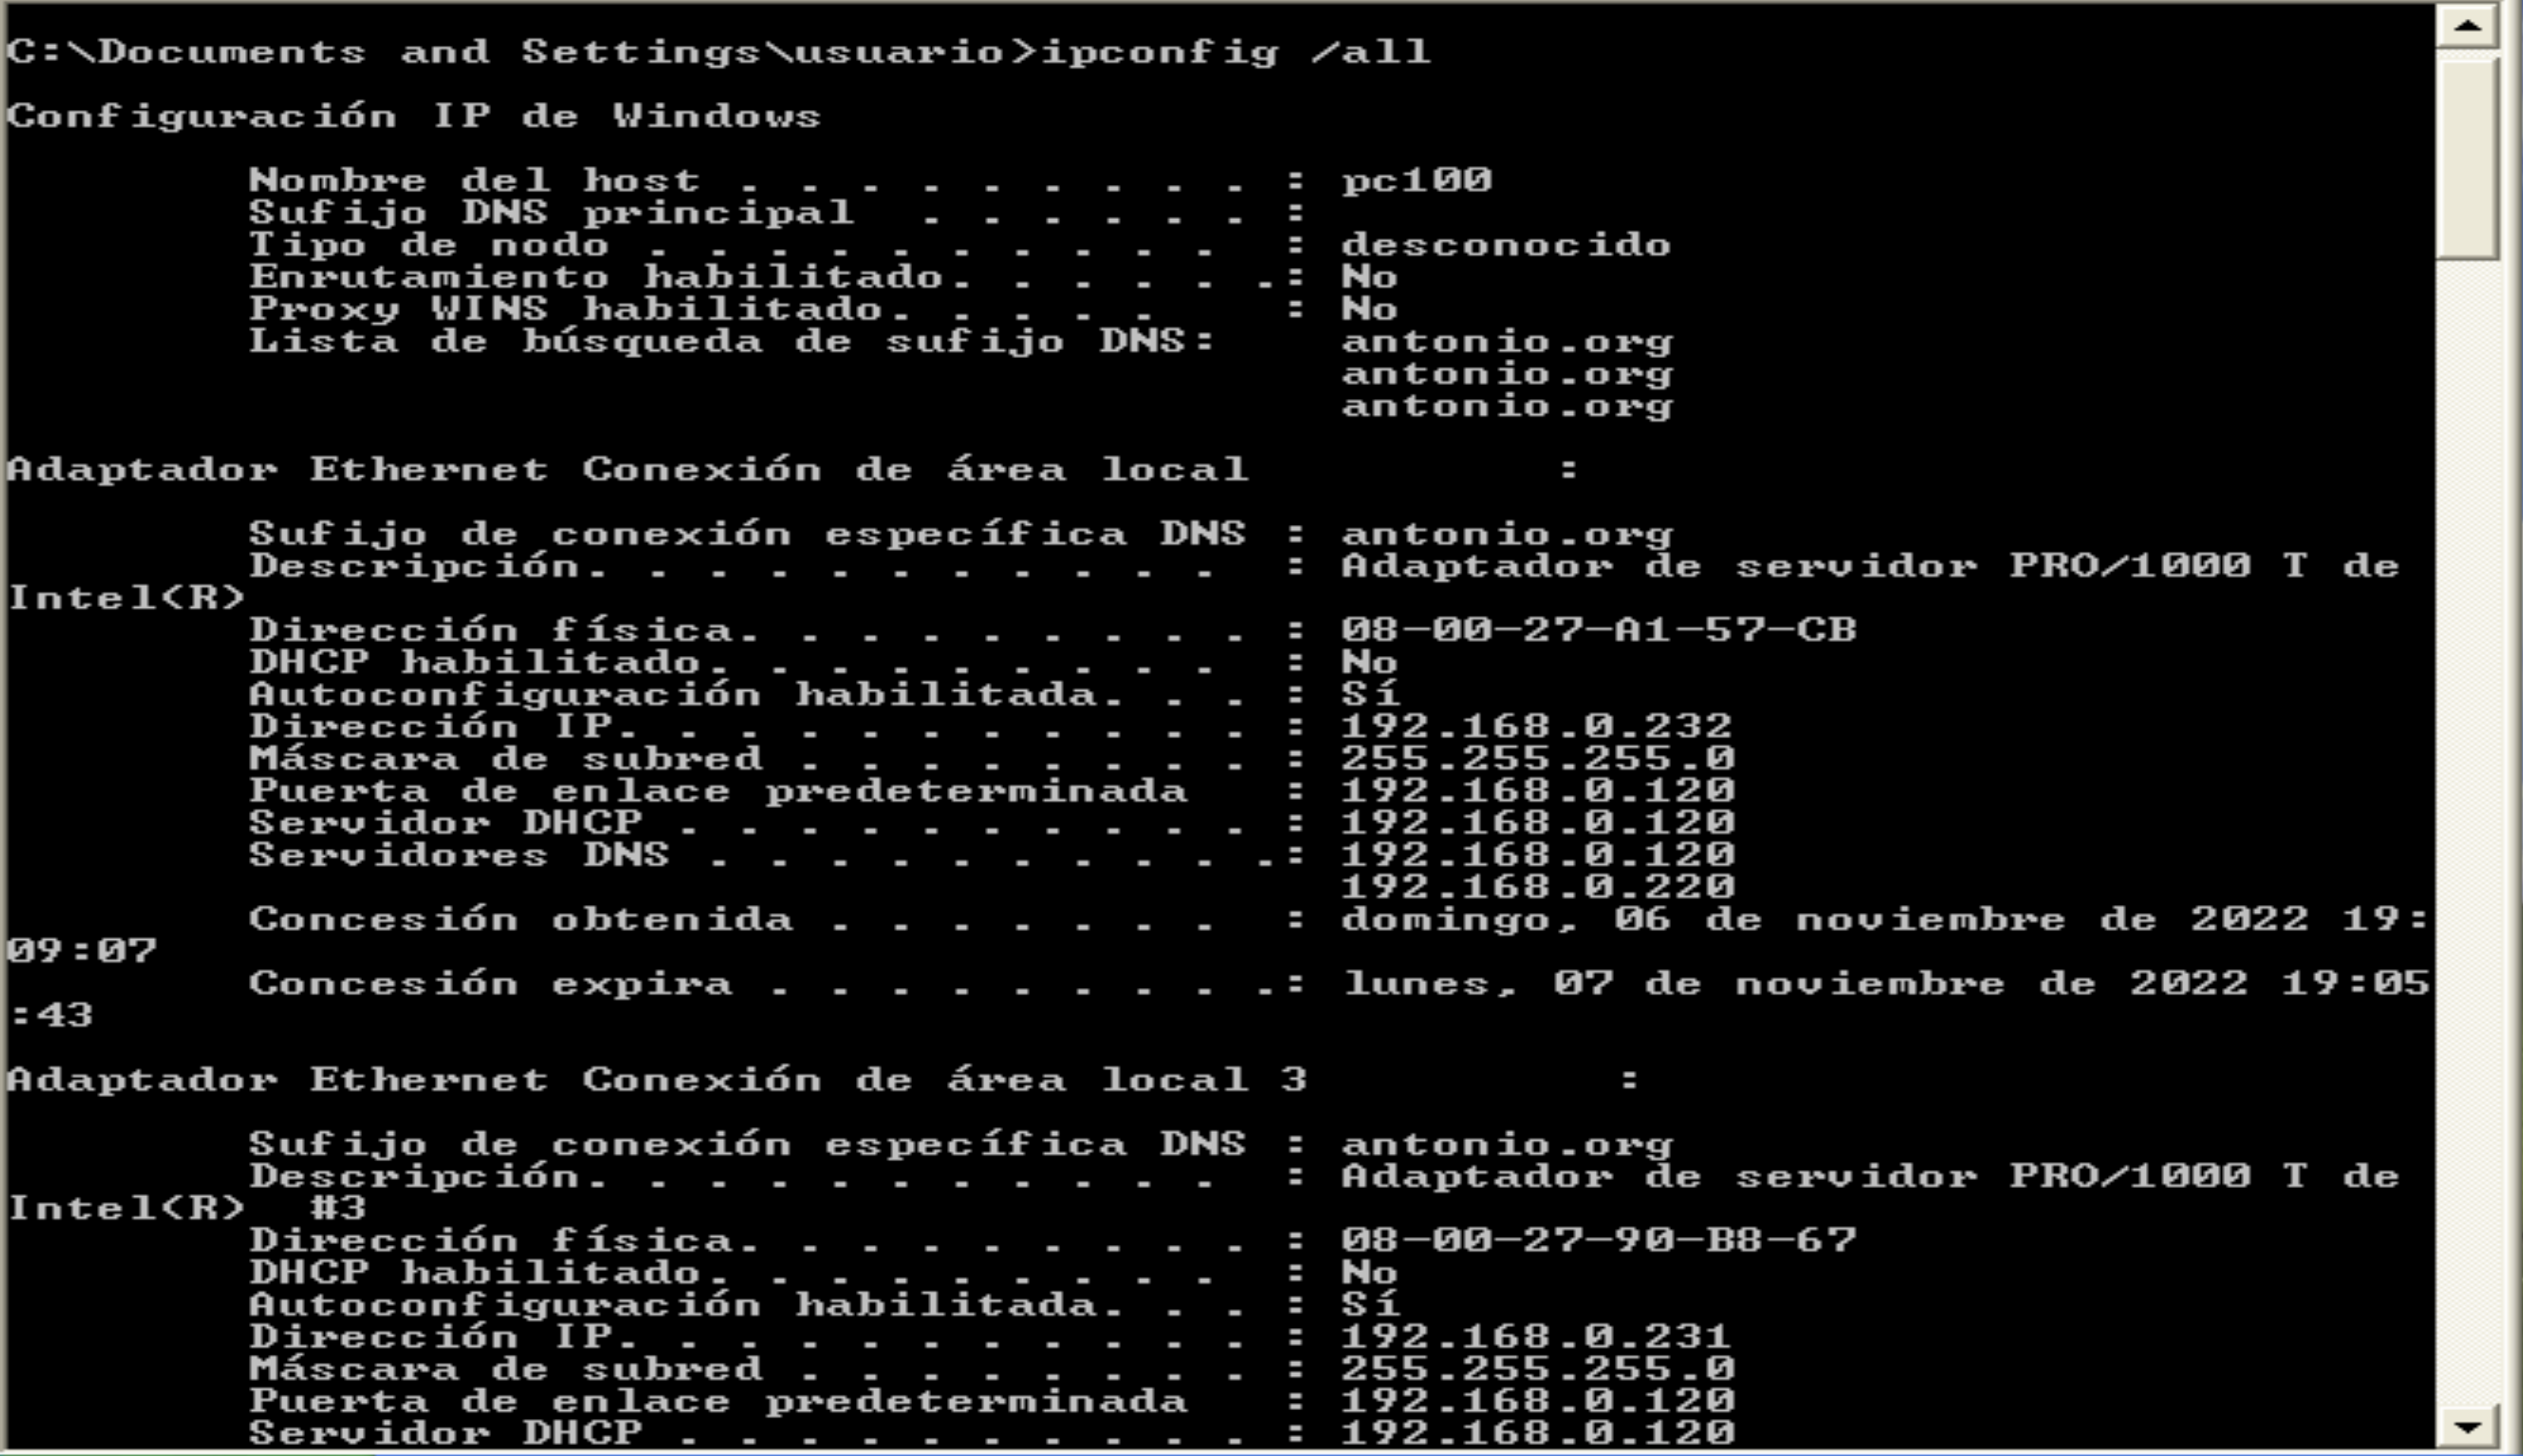 C:\Documents and Settings\usuario>ipconfig /all
Configuración IP de Windows
Nombre del host . . . . . . . . . : pc100
Sufijo DNS principal  . . . . . . :
Tipo de nodo . . . . . . . . . .  : desconocido
Enrutamiento habilitado. . . . . .: No
Proxy WINS habilitado. . . . .    : No
Lista de búsqueda de sufijo DNS:    antonio.org
antonio.org
antonio.org
Adaptador Ethernet Conexión de área local          :
Sufijo de conexión específica DNS : antonio.org
Descripción. . . . . . . . . . .  : Adaptador de servidor PRO/1000 T de
Intel(R)
Dirección física. . . . . . . . . : 08-00-27-A1-57-CB
DHCP habilitado. . . . . . . . .  : No
Autoconfiguración habilitada. . . : Sí
Dirección IP. . . . . . . . . . . : 192.168.0.232
Máscara de subred . . . . . . . . : 255.255.255.0
Puerta de enlace predeterminada   : 192.168.0.120
Servidor DHCP . . . . . . . . . . : 192.168.0.120
Servidores DNS . . . . . . . . . .: 192.168.0.120
192.168.0.220
Concesión obtenida . . . . . . .  : domingo, 06 de noviembre de 2022 19:
09:07
Concesión expira . . . . . . . . .: lunes, 07 de noviembre de 2022 19:05
:43
Adaptador Ethernet Conexión de área local 3          :
Sufijo de conexión específica DNS : antonio.org
Descripción. . . . . . . . . . .  : Adaptador de servidor PRO/1000 T de
Intel(R)  #3
Dirección física. . . . . . . . . : 08-00-27-90-B8-67
DHCP habilitado. . . . . . . . .  : No
Autoconfiguración habilitada. . . : Sí
Dirección IP. . . . . . . . . . . : 192.168.0.231
Máscara de subred . . . . . . . . : 255.255.255.0
Puerta de enlace predeterminada   : 192.168.0.120
Servidor DHCP . . . . . . . . . . : 192.168.0.120